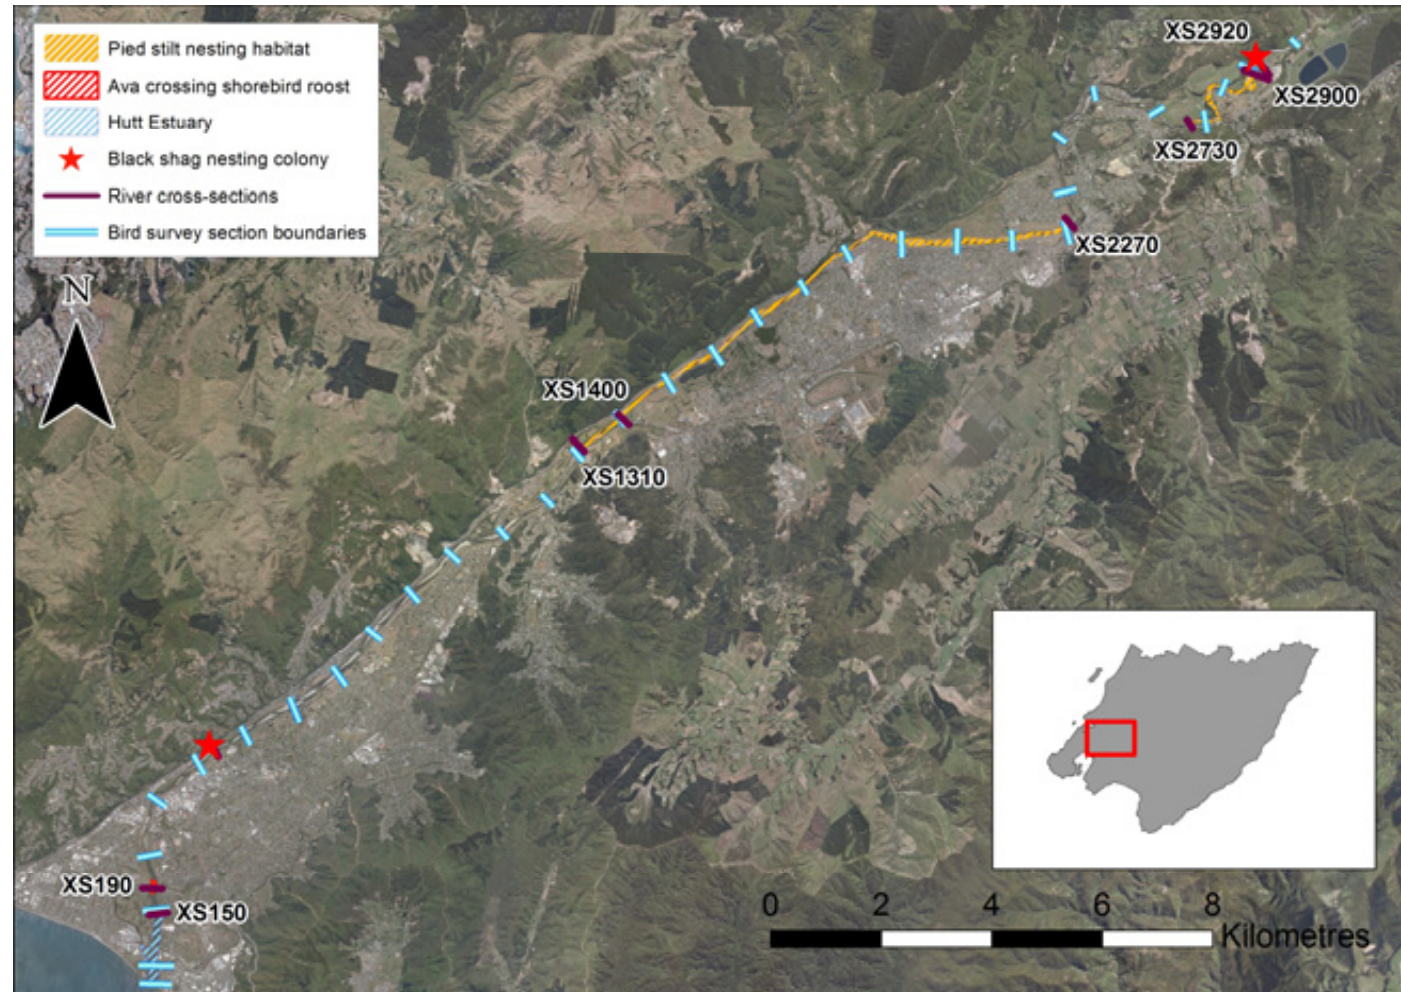 Pied stilt nesting habitat
Ava crossing shorebird roost
Hutt Estuary
Black shag nesting colony
River cross-sections
Bird survey section boundaries
N
XS2920
XS2900
XS2730
XS2270
XS1400
XS1310
XS190
XS150
0 2 4 6 8
Kilometres